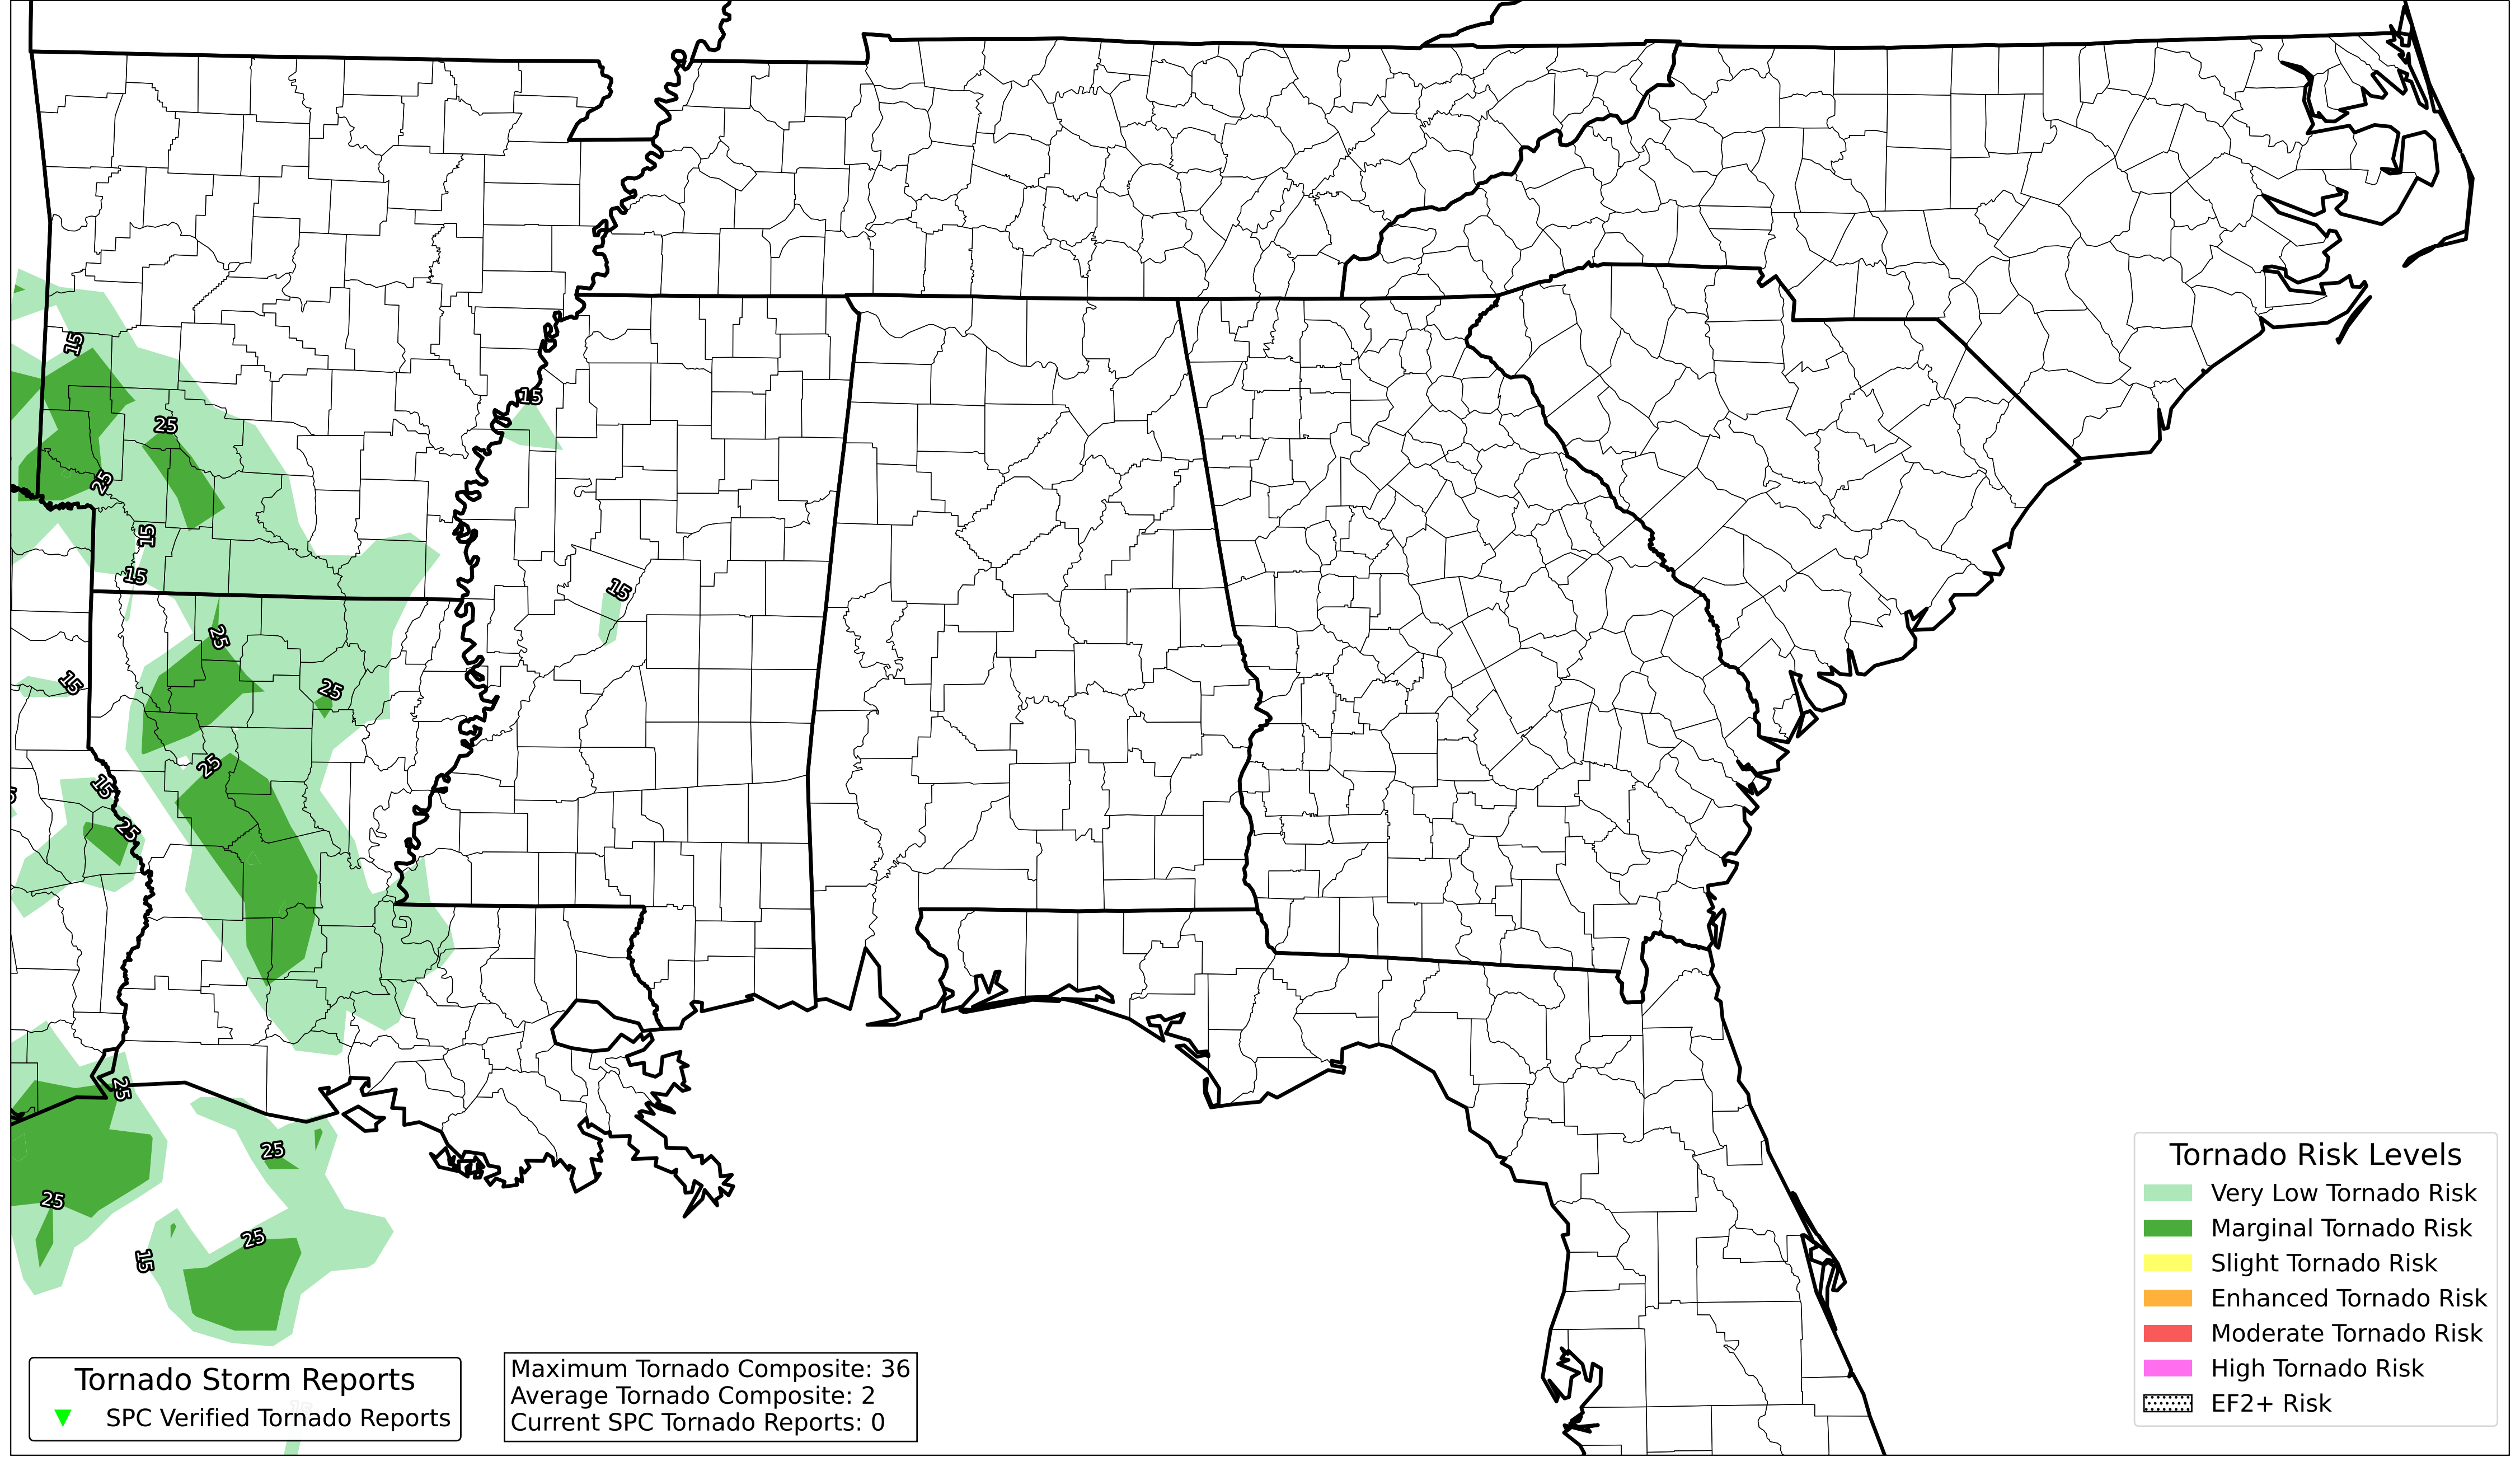 15
15
25
25
15
15
15
25
25
15
25
15
25
25
25
25
15
25
Tornado Risk Levels
Very Low Tornado Risk
Marginal Tornado Risk
Slight Tornado Risk
Enhanced Tornado Risk
Moderate Tornado Risk
High Tornado Risk
EF2+ Risk
Tornado Storm Reports
SPC Verified Tornado Reports
Maximum Tornado Composite: 36
Average Tornado Composite: 2
Current SPC Tornado Reports: 0